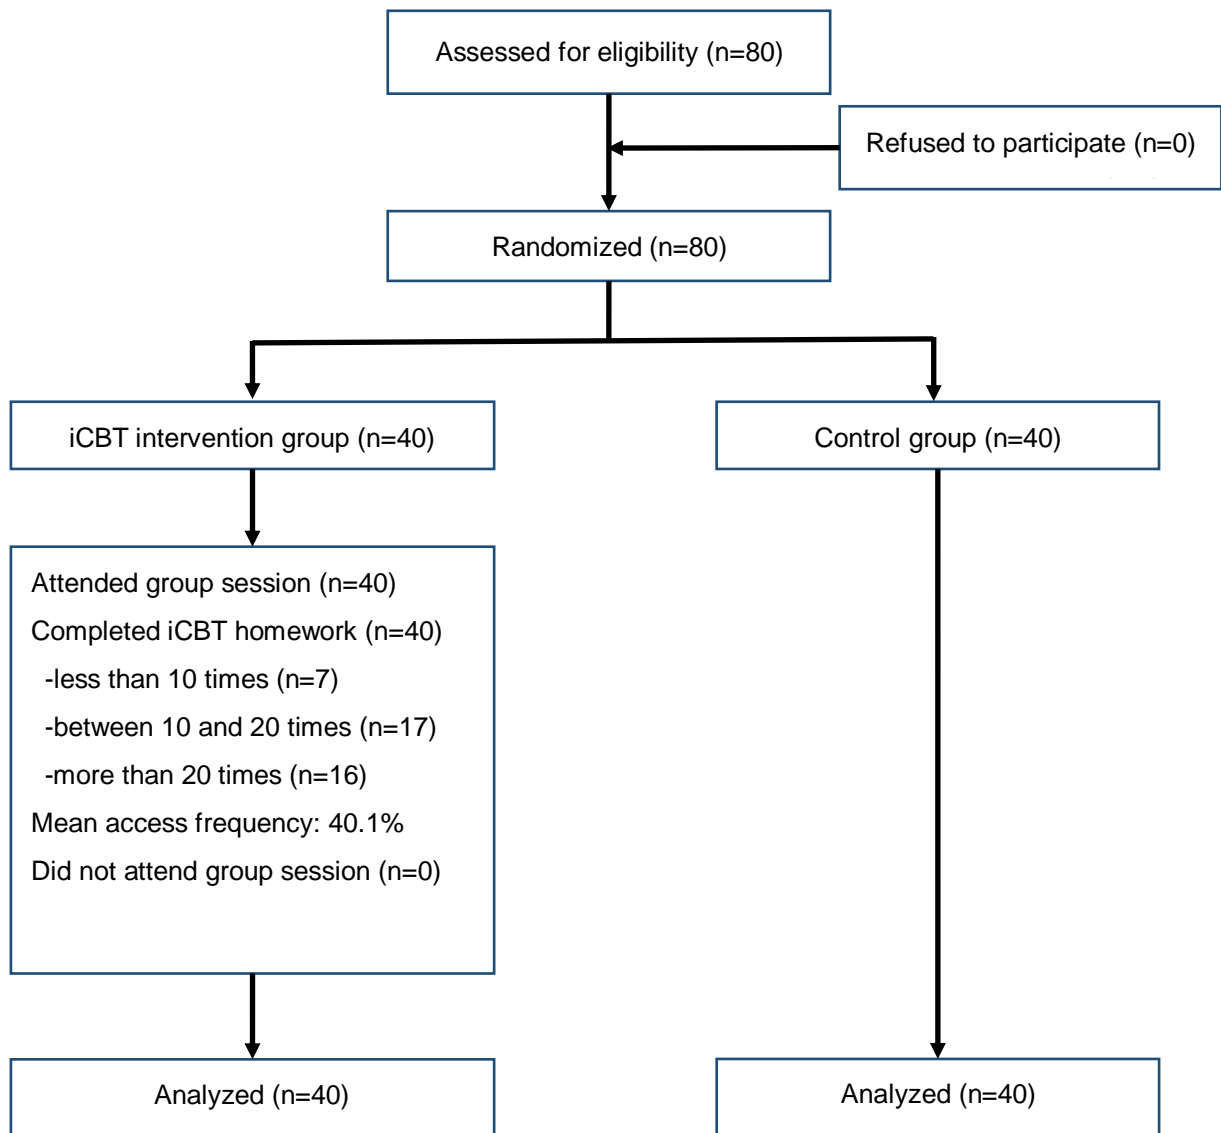 Assessed for eligibility (n=80)
Refused to participate (n=0)
Randomized (n=80)
iCBT intervention group (n=40)
Control group (n=40)
Attended group session (n=40)
Completed iCBT homework (n=40)
-less than 10 times (n=7)
-between 10 and 20 times (n=17)
-more than 20 times (n=16)
Mean access frequency: 40.1%
Did not attend group session (n=0)
Analyzed (n=40)
Analyzed (n=40)